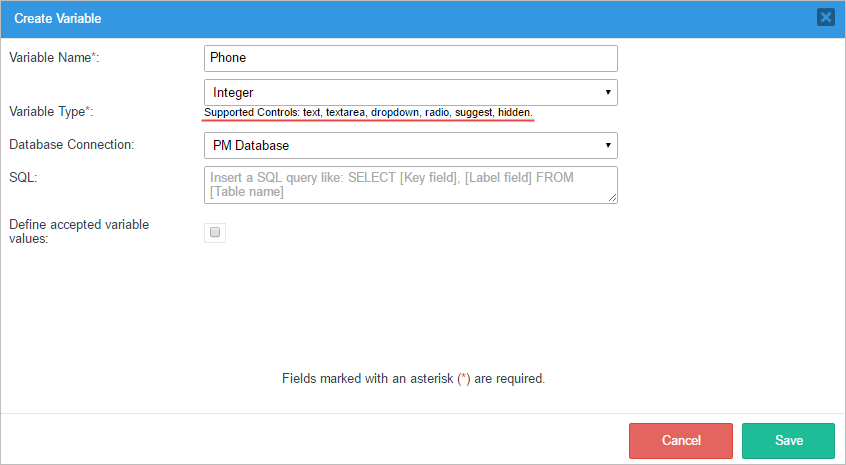 Create Variable
Variable Name*:
Phone
Integer
Variable Type*:
Supported Controls: text, textarea, dropdown, radio, suggest, hidden.
Database Connection:
PM Database
SQL:
Insert a SQL query like: SELECT [Key field], [Label field] FROM
[Table name]
Define accepted variable
values:
Fields marked with an asterisk (*) are required.
Cancel
Save